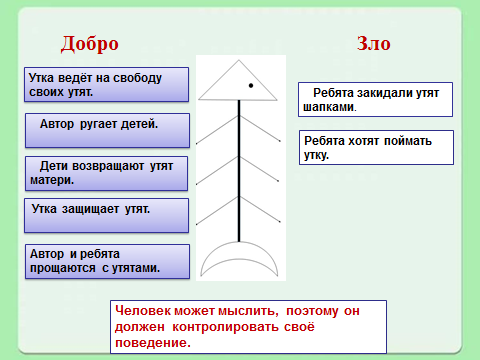 Добро
Зло
Утка ведёт на свободу
своих утят.
Автор ругает детей.
Дети возвращают утят
матери.
Утка защищает утят.
Автор и ребята
прощаются с утятами.
Ребята закидали утят
шапками.
Ребята хотят поймать
утку.
Человек может мыслить, поэтому он
должен контролировать своё
поведение.